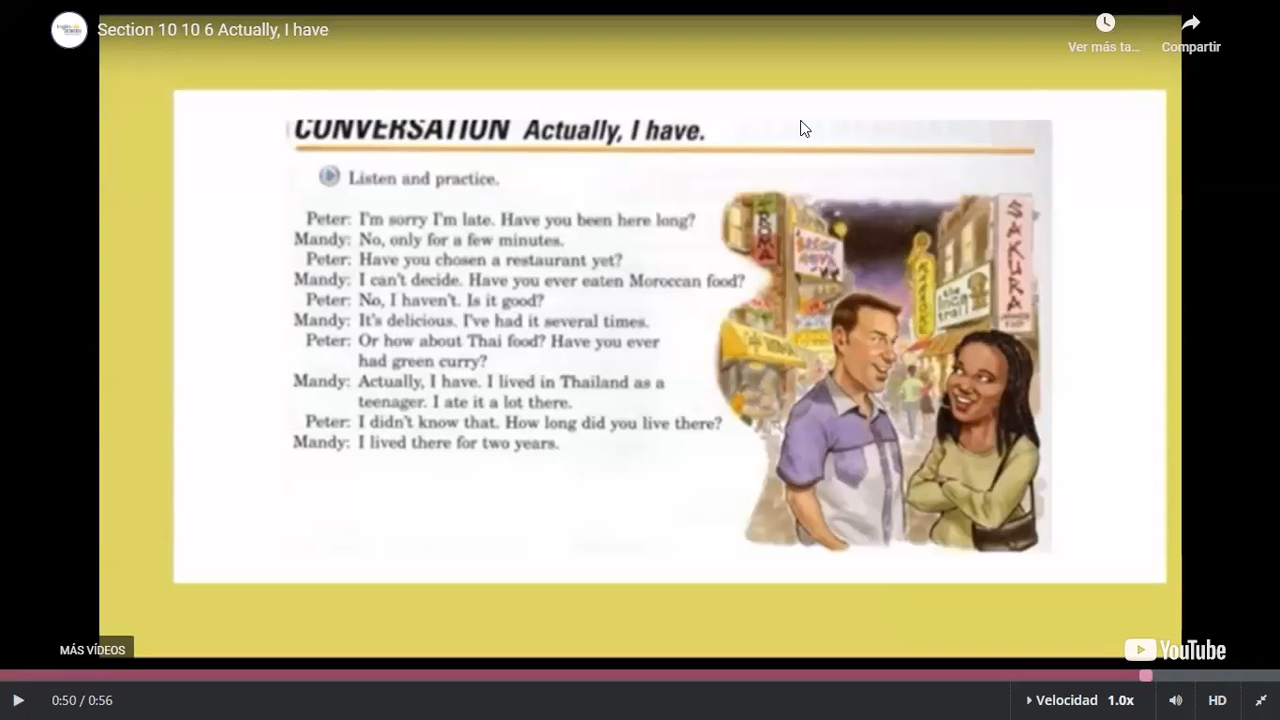 Section 10 10 6 Actually, I have
Ver más ta...
Compartir
CONVERSATION Actually, I have.
Listen and practice.
Peter: I'm sorry I'm late. Have you been here long?
Mandy: No, only for a few minutes.
Peter: Have you chosen a restaurant yet?
Mandy: I can't decide. Have you ever eaten Moroccan food?
Peter: No, I haven't. Is it good?
Mandy: It's delicious. I've had it several times.
Peter: Or how about Thai food? Have you ever
had green curry?
Mandy: Actually, I have. I lived in Thailand as a
teenager. I ate it a lot there.
Peter: I didn't know that. How long did you live there?
Mandy: I lived there for two years.
ROMA
SAKURA
the
inca
trail
MÁS VÍDEOS
YouTube
0:50 / 0:56
Velocidad 1.0x
HD